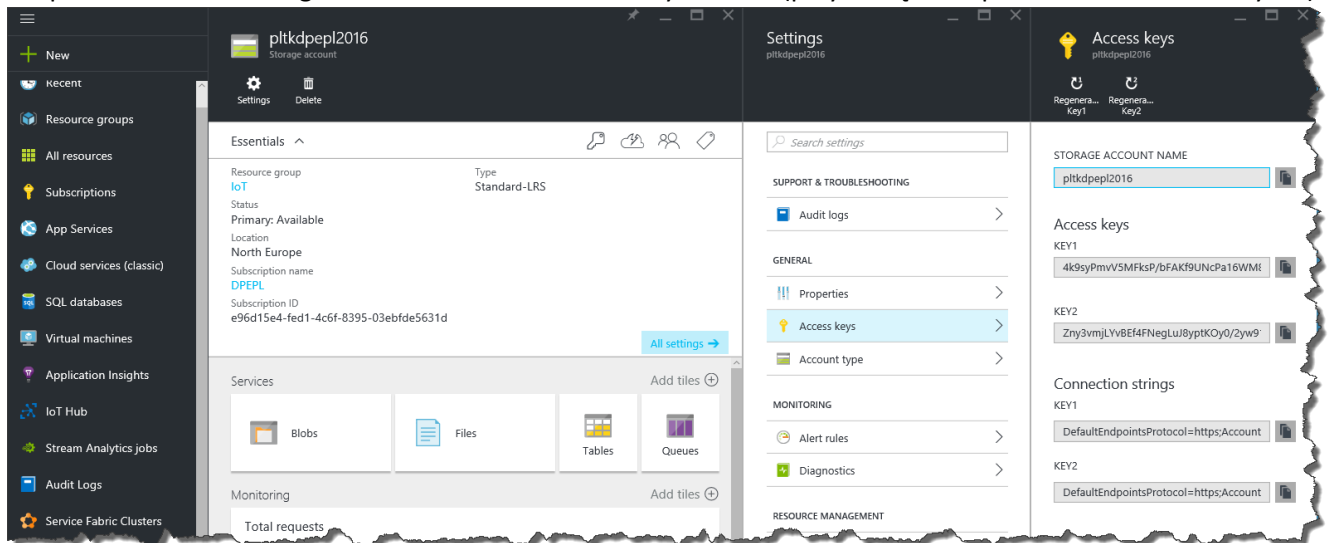 New
Recent
Resource groups
All resources
Subscriptions
App Services
Cloud services (classic)
SQL databases
Virtual machines
Application Insights
IoT Hub
Stream Analytics jobs
Audit Logs
Service Fabric Clusters
pltkdpepl2016
Storage account
Settings Delete
Essentials
Resource group
IoT
Status
Primary: Available
Location
North Europe
Subscription name
DPEPL
Subscription ID
e96d15e4-fed1-4c6f-8395-03ebfde5631d
Type
Standard-LRS
All settings →
Services Add tiles
Blobs
Files
Tables
Queues
Monitoring Add tiles
Total requests
Settings
pltkdpepl2016
Search settings
SUPPORT & TROUBLESHOOTING
Audit logs
GENERAL
Properties
Access keys
Account type
MONITORING
Alert rules
Diagnostics
RESOURCE MANAGEMENT
Access keys
pltkdpepl2016
Regenera... Regenera...
Key1 Key2
STORAGE ACCOUNT NAME
pltkdpepl2016
Access keys
KEY1
4k9syPmvV5MFksP/bFAKf9UNcPa16WM8
KEY2
Zny3vmjLYvBEf4FNegLuJ8yptKOy0/2yw9
Connection strings
KEY1
DefaultEndpointsProtocol=https;Account
KEY2
DefaultEndpointsProtocol=https;Account